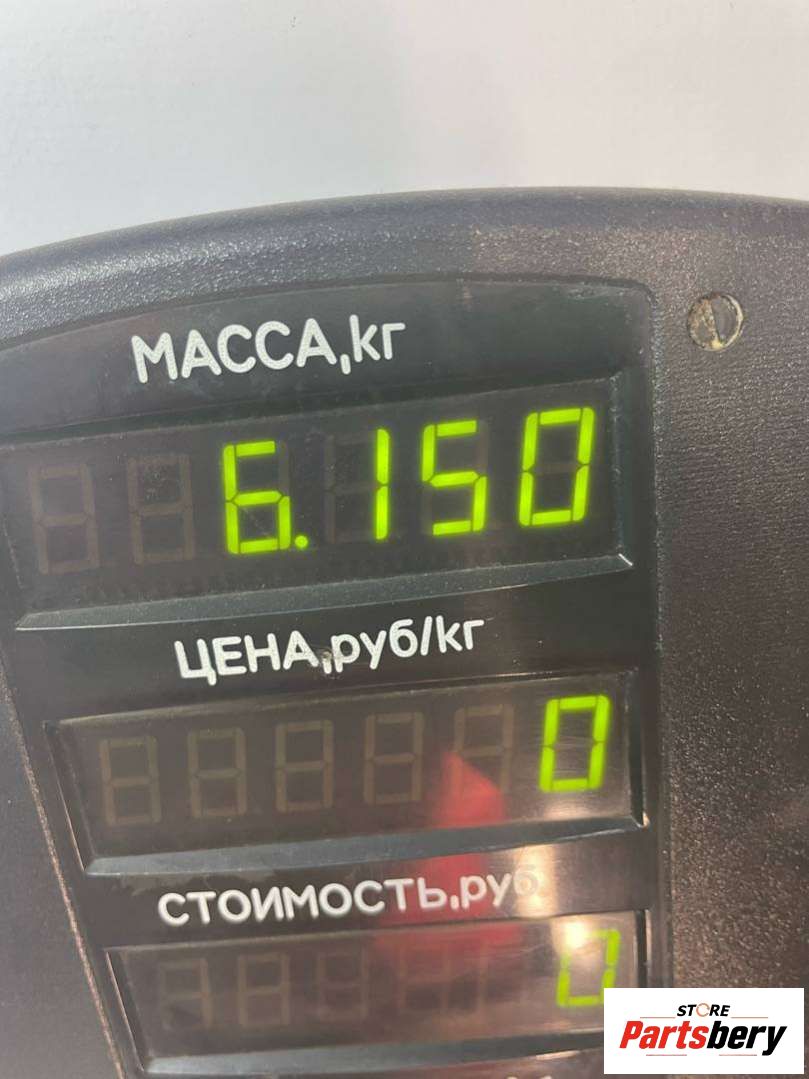 МАССА,кг
6.150
ЦЕНА,руб/кг
0
СТОИМОСТЬ,руб
0
STORE
Partsbery